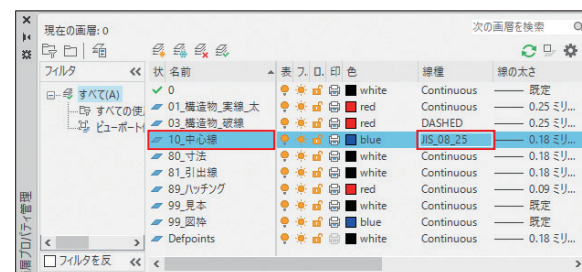 現在の画層: 0
次の画層を検索
フィルタ
状 名前 表 フ.. ロ.. 印 色 線種 線の太さ
すべて(A)
すべての使
ビューポート
0 white Continuous 既定
01_構造物_実線_太 red Continuous 0.25 ミリ...
03_構造物_破線 red DASHED 0.25 ミリ...
10_中心線 blue JIS_08_25 0.18 ミリ...
80_寸法 white Continuous 0.18 ミリ...
81_引出線 white Continuous 0.18 ミリ...
89_ハッチング red Continuous 0.09 ミリ...
99_見本 white Continuous 既定
99_図枠 blue Continuous 既定
Defpoints white Continuous 0.18 ミリ...
フィルタを反
層プロパティ管理